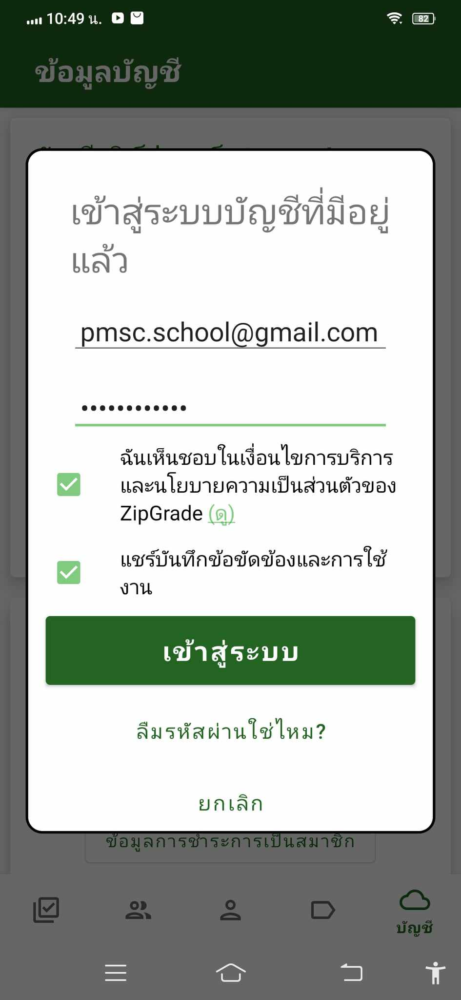 10:49 น.
82
ข้อมูลบัญชี
เข้าสู่ระบบบัญชีที่มีอยู่
แล้ว
pmsc.school@gmail.com
••••••••••••
ฉันเห็นชอบในเงื่อนไขการบริการ
และนโยบายความเป็นส่วนตัวของ
ZipGrade (ดู)
แชร์บันทึกข้อขัดข้องและการใช้
งาน
เข้าสู่ระบบ
ลืมรหัสผ่านใช่ไหม?
ยกเลิก
ข้อมูลการชำระการเป็นสมาชิก
บัญชี